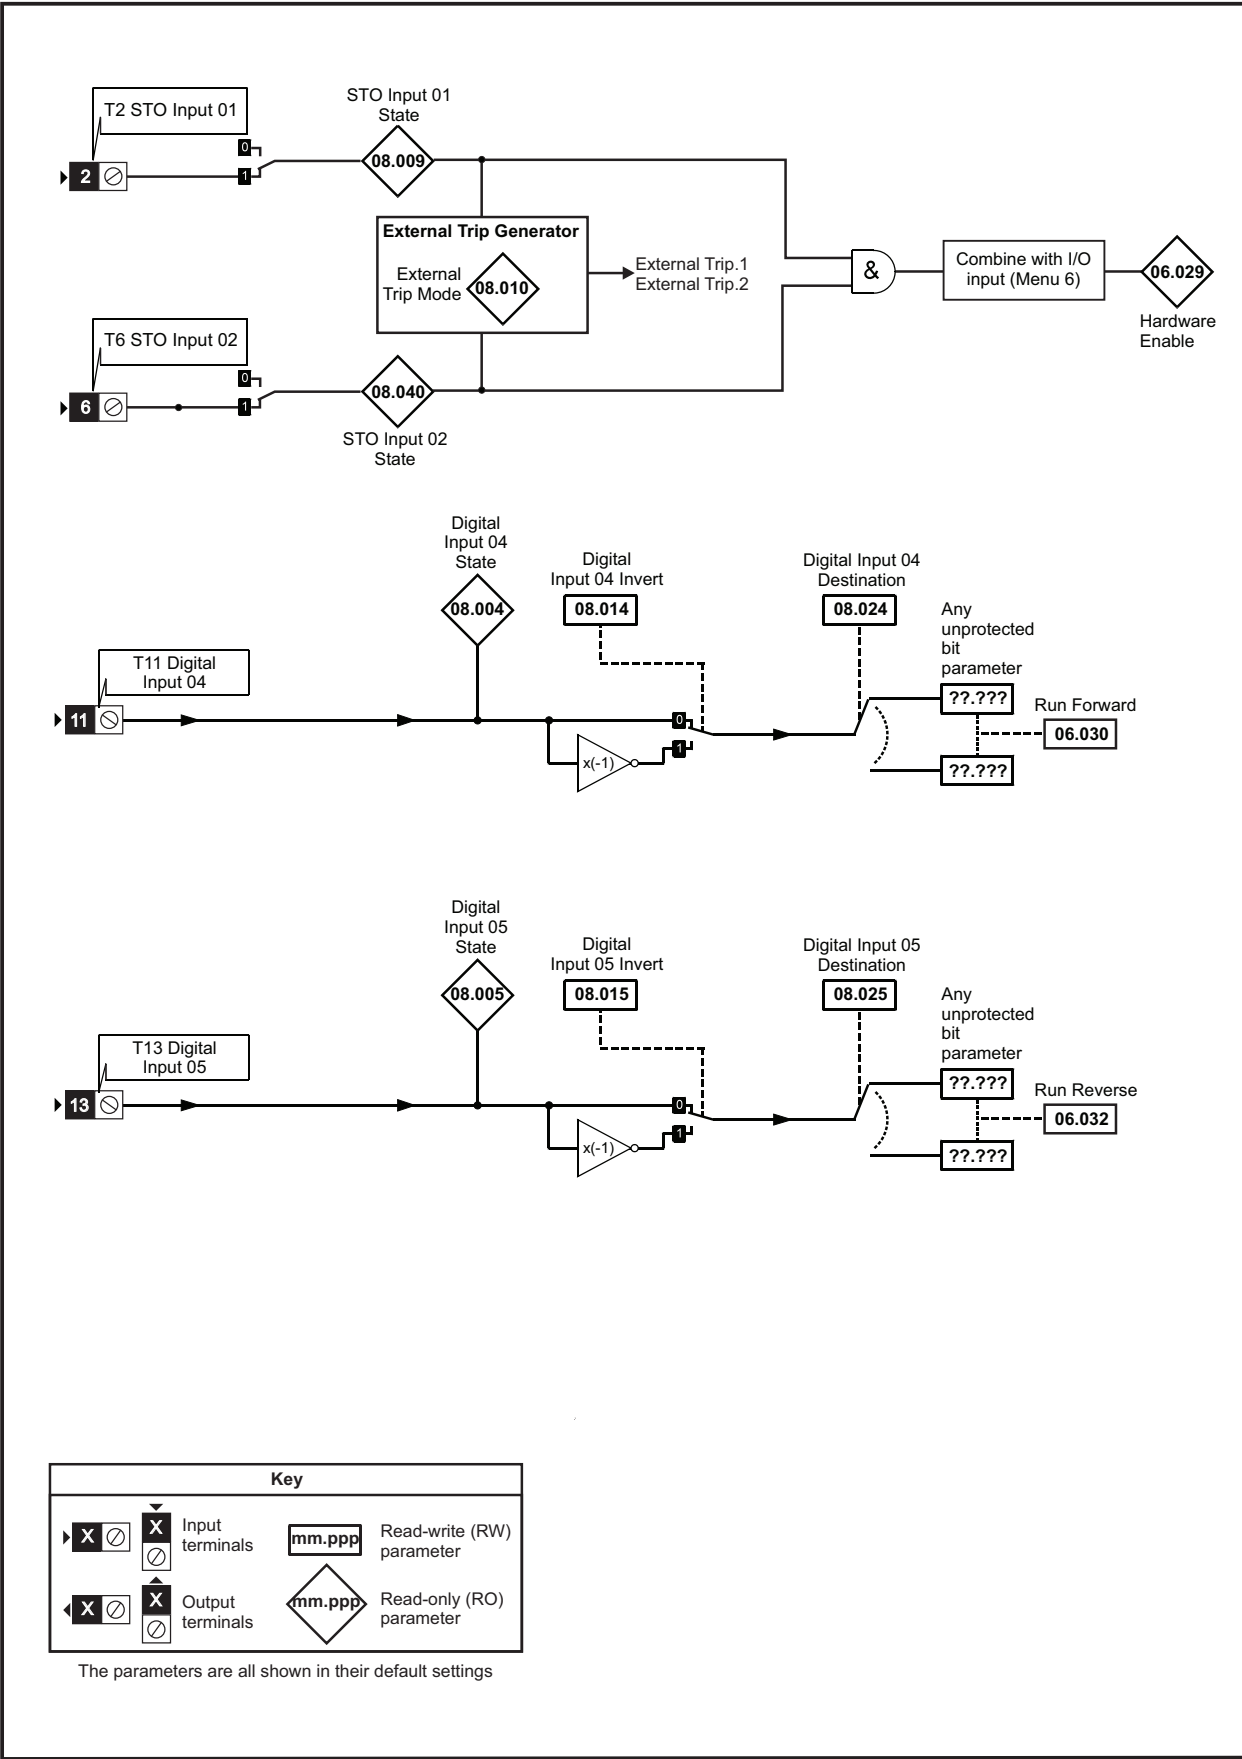 T2 STO Input 01
2
0
1
STO Input 01
State
08.009
External Trip Generator
External
Trip Mode
08.010
External Trip.1
External Trip.2
&
Combine with I/O
input (Menu 6)
06.029
Hardware
Enable
T6 STO Input 02
6
0
1
08.040
STO Input 02
State
Digital
Input 04
State
08.004
Digital
Input 04 Invert
08.014
Digital Input 04
Destination
08.024
Any
unprotected
bit
parameter
T11 Digital
Input 04
11
0
1
x(-1)
??.???
??.???
Run Forward
06.030
Digital
Input 05
State
08.005
Digital
Input 05 Invert
08.015
Digital Input 05
Destination
08.025
Any
unprotected
bit
parameter
T13 Digital
Input 05
13
0
1
x(-1)
??.???
??.???
Run Reverse
06.032
Key
X
X
Input
terminals
mm.ppp
Read-write (RW)
parameter
X
X
Output
terminals
mm.ppp
Read-only (RO)
parameter
The parameters are all shown in their default settings